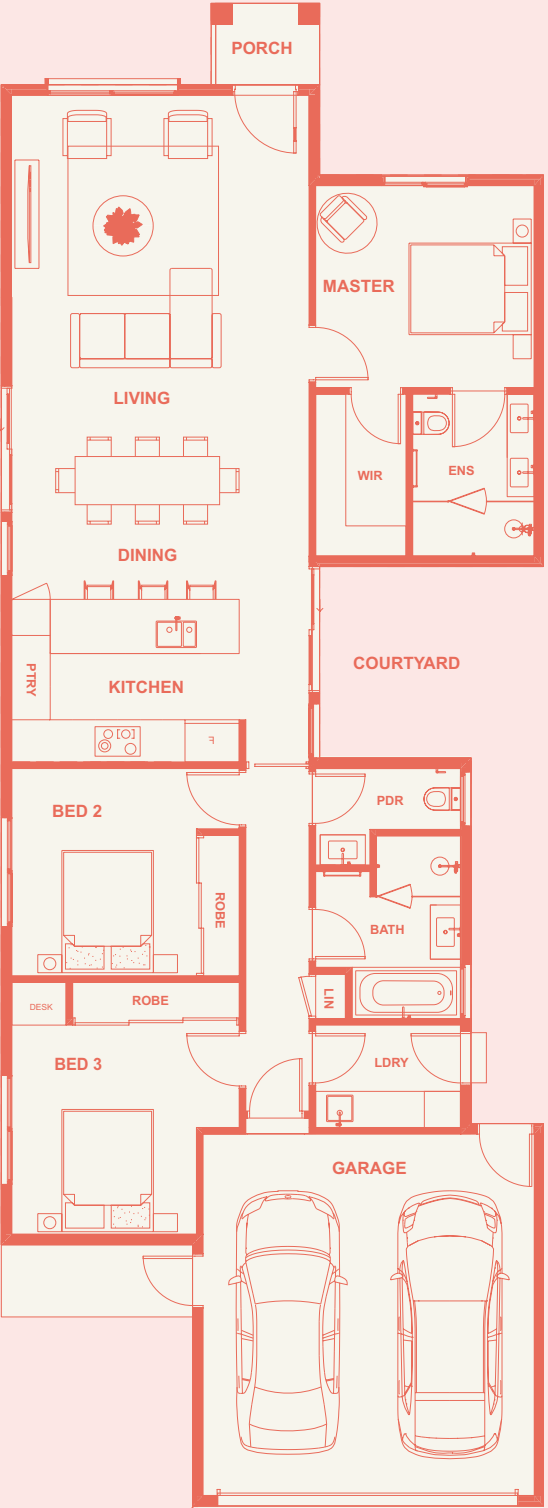 PORCH
MASTER
LIVING
WIR
ENS
DINING
COURTYARD
PTRY
KITCHEN
F
PDR
BED 2
ROBE
BATH
LIN
ROBE
DESK
BED 3
LDRY
GARAGE